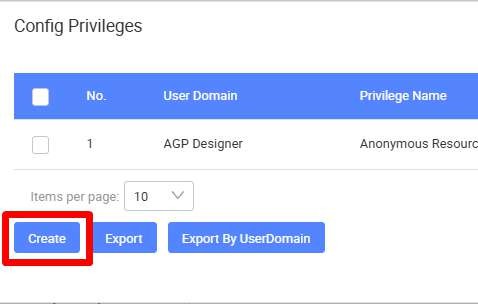 Config Privileges
No. User Domain Privilege Name
1 AGP Designer Anonymous Resourc
Items per page: 10
Create Export Export By UserDomain